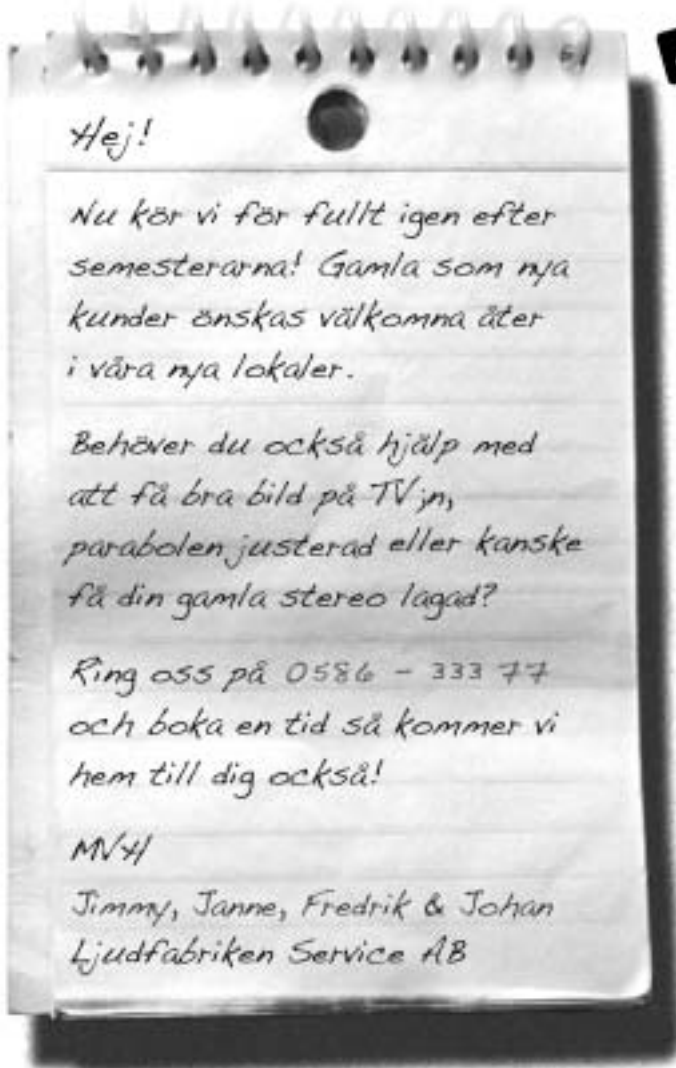 Hej!
Nu kör vi för fullt igen efter
semesterarna! Gamla som nya
kunder önskas välkomna åter
i våra nya lokaler.
Behöver du också hjälp med
att få bra bild på TV;n,
parabolen justerad eller kanske
få din gamla stereo lagad?
Ring oss på 0586 - 333 77
och boka en tid så kommer vi
hem till dig också!
MVH
Jimmy, Janne, Fredrik & Johan
Ljudfabriken Service AB